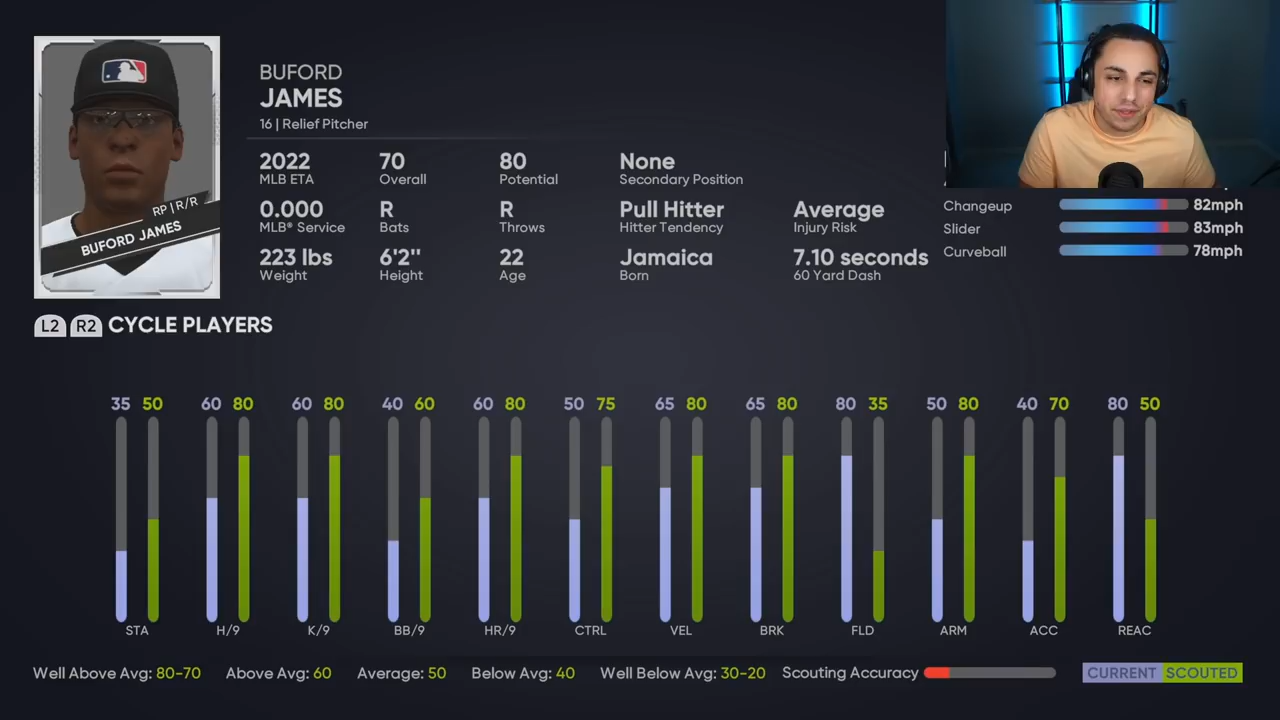 BUFORD
JAMES
16 | Relief Pitcher
2022 70 80 None
MLB ETA Overall Potential Secondary Position
0.000 R R Pull Hitter Average
MLB® Service Bats Throws Hitter Tendency Injury Risk
223 lbs 6'2" 22 Jamaica 7.10 seconds
Weight Height Age Born 60 Yard Dash
RP | R/R
BUFORD JAMES
Changeup 82mph
Slider 83mph
Curveball 78mph
L2 R2 CYCLE PLAYERS
35 50 60 80 60 80 40 60 60 80 50 75 65 80 65 80 80 35 50 80 40 70 80 50
STA H/9 K/9 BB/9 HR/9 CTRL VEL BRK FLD ARM ACC REAC
Well Above Avg: 80-70 Above Avg: 60 Average: 50 Below Avg: 40 Well Below Avg: 30-20 Scouting Accuracy CURRENT SCOUTED